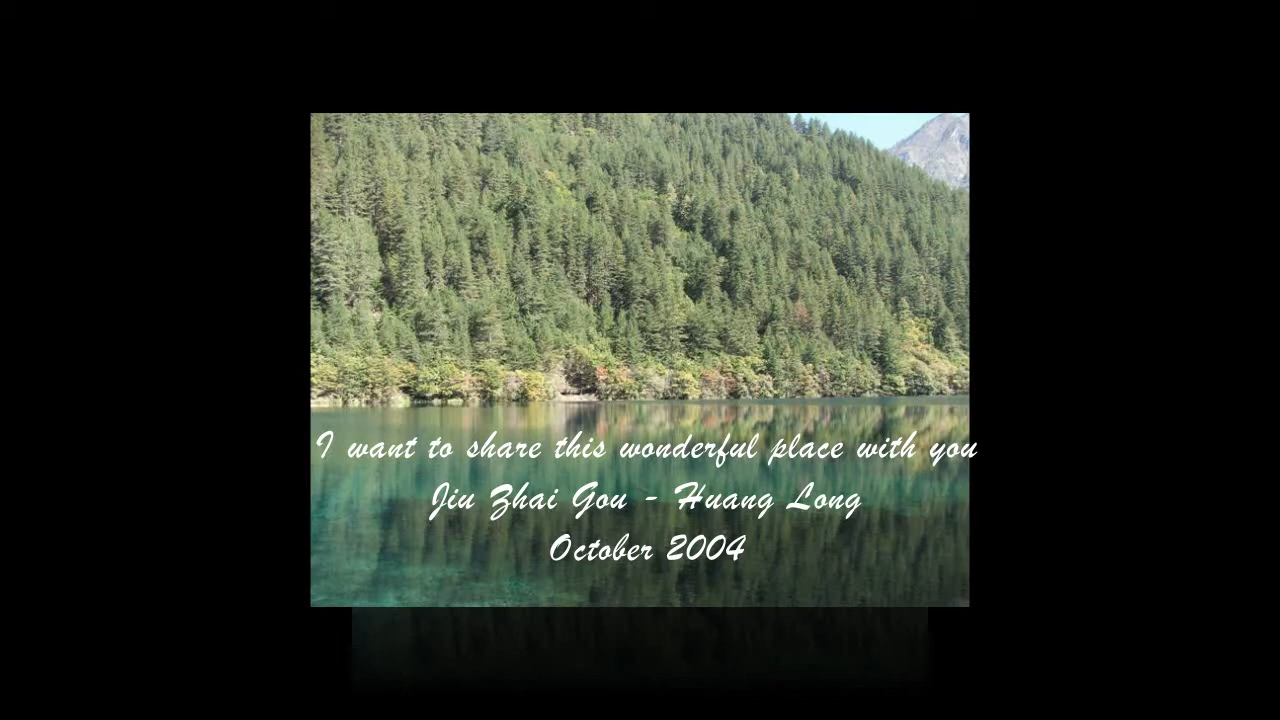 I want to share this wonderful place with you
Jiu Zhai Gou - Huang Long
October 2004